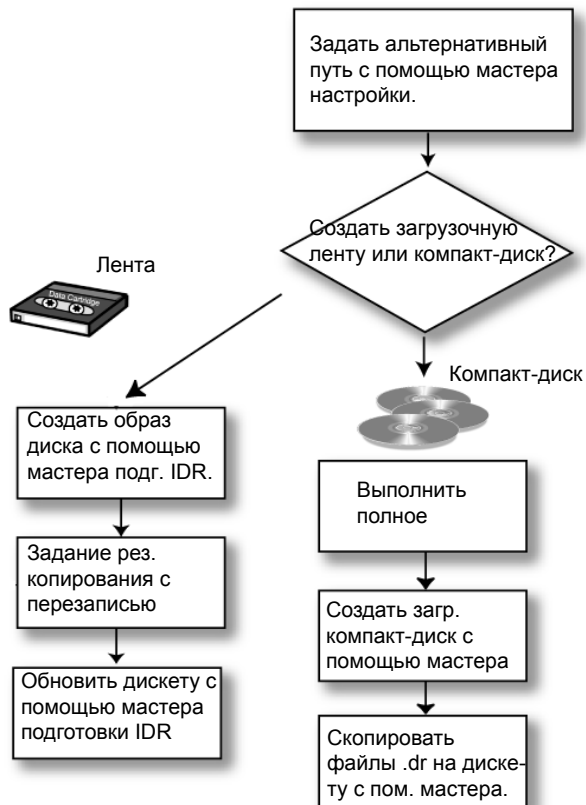 Задать альтернативный
путь с помощью мастера
настройки.
Создать загрузочную
ленту или компакт-диск?
Лента
Data Cartridge
Компакт-диск
Создать образ
диска с помощью
мастера подг. IDR.
Задание рез.
копирования с
перезаписью
Обновить дискету с
помощью мастера
подготовки IDR
Выполнить
полное
Создать загр.
компакт-диск с
помощью мастера
Скопировать
файлы .dr на диске-
ту с пом. мастера.